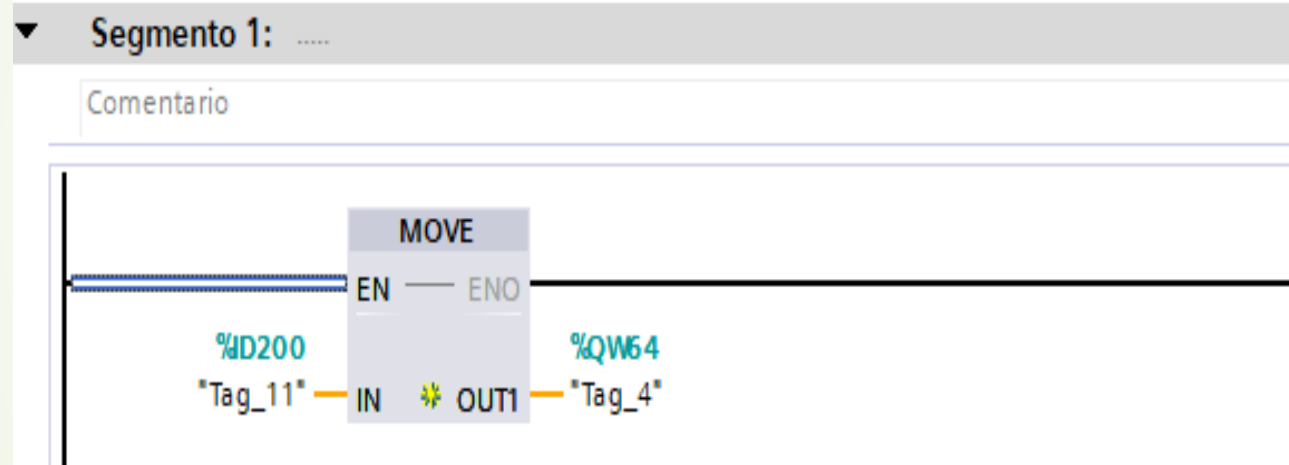 Segmento 1: .....
Comentario
MOVE
EN ENO
%ID200 %QW64
"Tag_11" IN OUT1 "Tag_4"